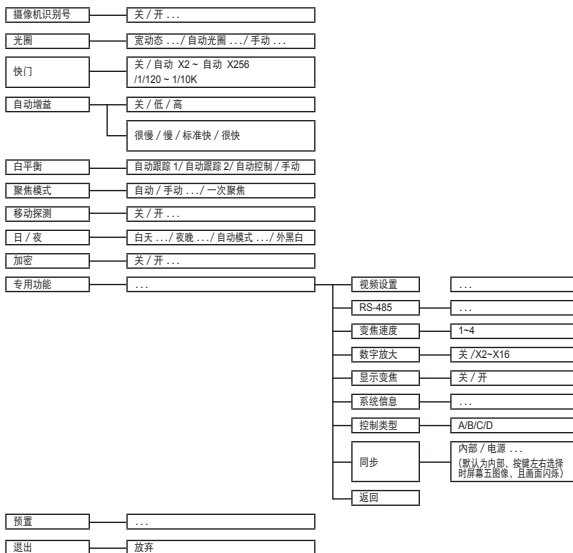 摄像机识别号
关 / 开 ...
光圈
宽动态 .../ 自动光圈 .../ 手动 ...
快门
关 / 自动 X2 ~ 自动 X256
/1/120 ~ 1/10K
自动增益
关 / 低 / 高
很慢 / 慢 / 标准快 / 很快
白平衡
自动跟踪 1/ 自动跟踪 2/ 自动控制 / 手动
聚焦模式
自动 / 手动 .../ 一次聚焦
移动探测
关 / 开 ...
日 / 夜
白天 .../ 夜晚 .../ 自动模式 .../ 外黑白
加密
关 / 开 ...
专用功能
...
视频设置
...
RS-485
...
变焦速度
1~4
数字放大
关 /X2~X16
显示变焦
关 / 开
系统信息
...
控制类型
A/B/C/D
同步
内部 / 电源 ...
(默认为内部，按健左右选择
时屏幕五图像，且画面闪烁)
返回
预置
...
退出
放弃